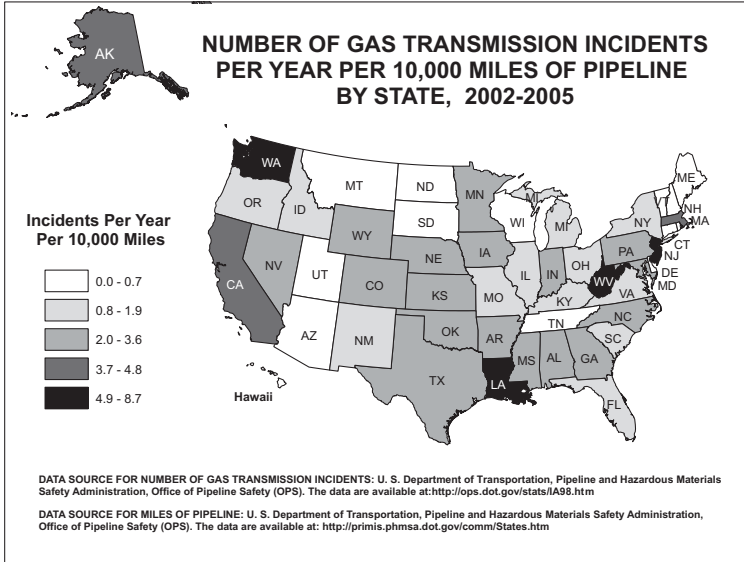 AK
NUMBER OF GAS TRANSMISSION INCIDENTS
PER YEAR PER 10,000 MILES OF PIPELINE
BY STATE, 2002-2005
WA
MT
ND
MN
ME
OR
ID
SD
WI
MI
MI
NY
NH
MA
WY
IA
PA
CT
NJ
NV
NE
IL
IN
OH
DE
MD
CA
UT
CO
KS
MO
WV
VA
KY
AZ
NM
OK
AR
TN
NC
SC
TX
LA
MS
AL
GA
FL
Hawaii
Incidents Per Year
Per 10,000 Miles
0.0 - 0.7
0.8 - 1.9
2.0 - 3.6
3.7 - 4.8
4.9 - 8.7
DATA SOURCE FOR NUMBER OF GAS TRANSMISSION INCIDENTS: U. S. Department of Transportation, Pipeline and Hazardous Materials
Safety Administration, Office of Pipeline Safety (OPS). The data are available at:http://ops.dot.gov/stats/IA98.htm
DATA SOURCE FOR MILES OF PIPELINE: U. S. Department of Transportation, Pipeline and Hazardous Materials Safety Administration,
Office of Pipeline Safety (OPS). The data are available at: http://primis.phmsa.dot.gov/comm/States.htm